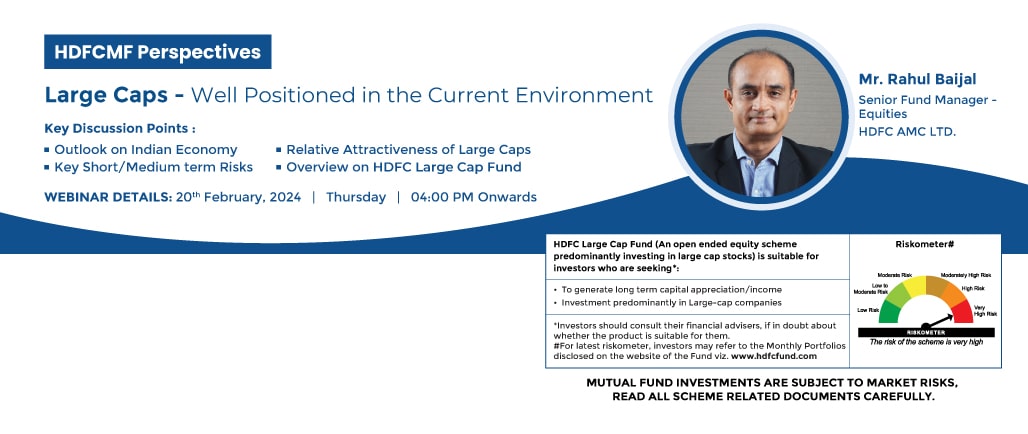 HDFCMF Perspectives
Large Caps - Well Positioned in the Current Environment
Key Discussion Points :
▪ Outlook on Indian Economy
▪ Key Short/Medium term Risks
▪ Relative Attractiveness of Large Caps
▪ Overview on HDFC Large Cap Fund
WEBINAR DETAILS: 20th February, 2024 | Thursday | 04:00 PM Onwards
Mr. Rahul Baijal
Senior Fund Manager -
Equities
HDFC AMC LTD.
HDFC Large Cap Fund (An open ended equity scheme
predominantly investing in large cap stocks) is suitable for
investors who are seeking*:
• To generate long term capital appreciation/income
• Investment predominantly in Large-cap companies
*Investors should consult their financial advisers, if in doubt about
whether the product is suitable for them.
#For latest riskometer, investors may refer to the Monthly Portfolios
disclosed on the website of the Fund viz. www.hdfcfund.com
Riskometer#
Low Risk
Low to
Moderate Risk
Moderate Risk
Moderately High Risk
High Risk
Very
High Risk
RISKOMETER
The risk of the scheme is very high
MUTUAL FUND INVESTMENTS ARE SUBJECT TO MARKET RISKS,
READ ALL SCHEME RELATED DOCUMENTS CAREFULLY.